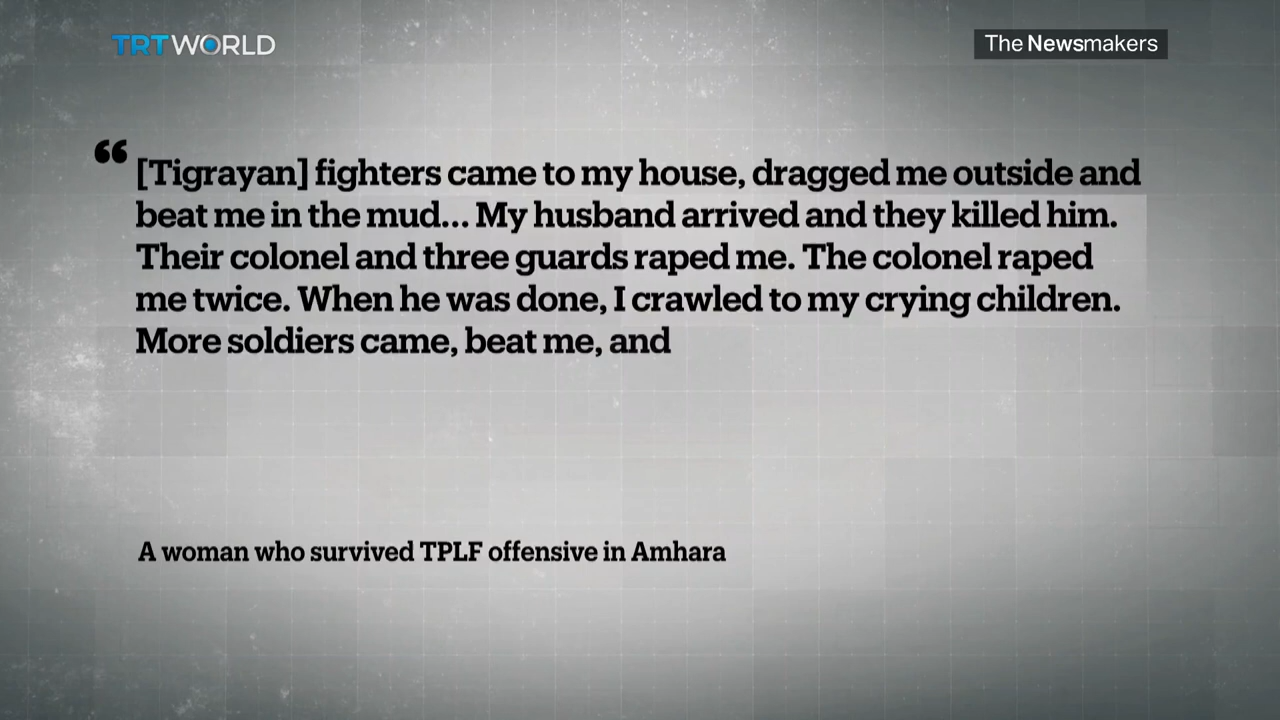 TRTWORLD
The Newsmakers
“
[Tigrayan] fighters came to my house, dragged me outside and
beat me in the mud... My husband arrived and they killed him.
Their colonel and three guards raped me. The colonel raped
me twice. When he was done, I crawled to my crying children.
More soldiers came, beat me, and
A woman who survived TPLF offensive in Amhara